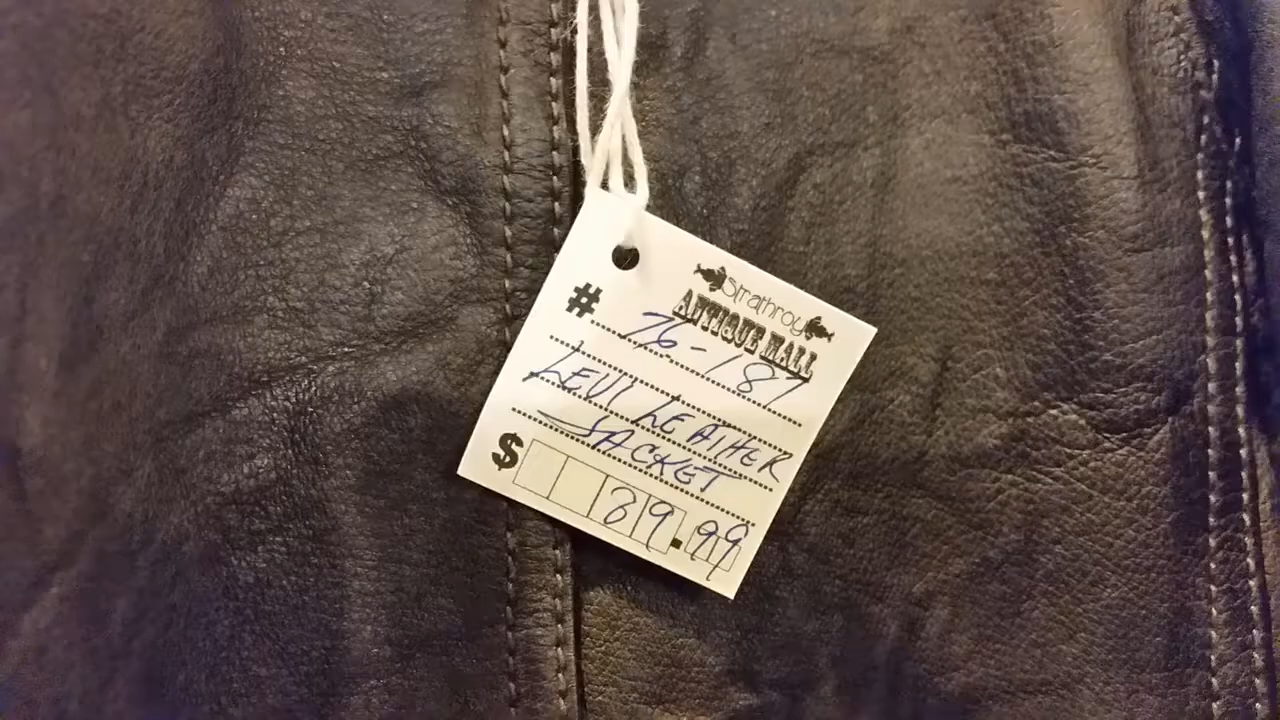 Strathroy
ANTIQUE MALL
# 76-187
LEVI LEATHER
JACKET
$ 89.99